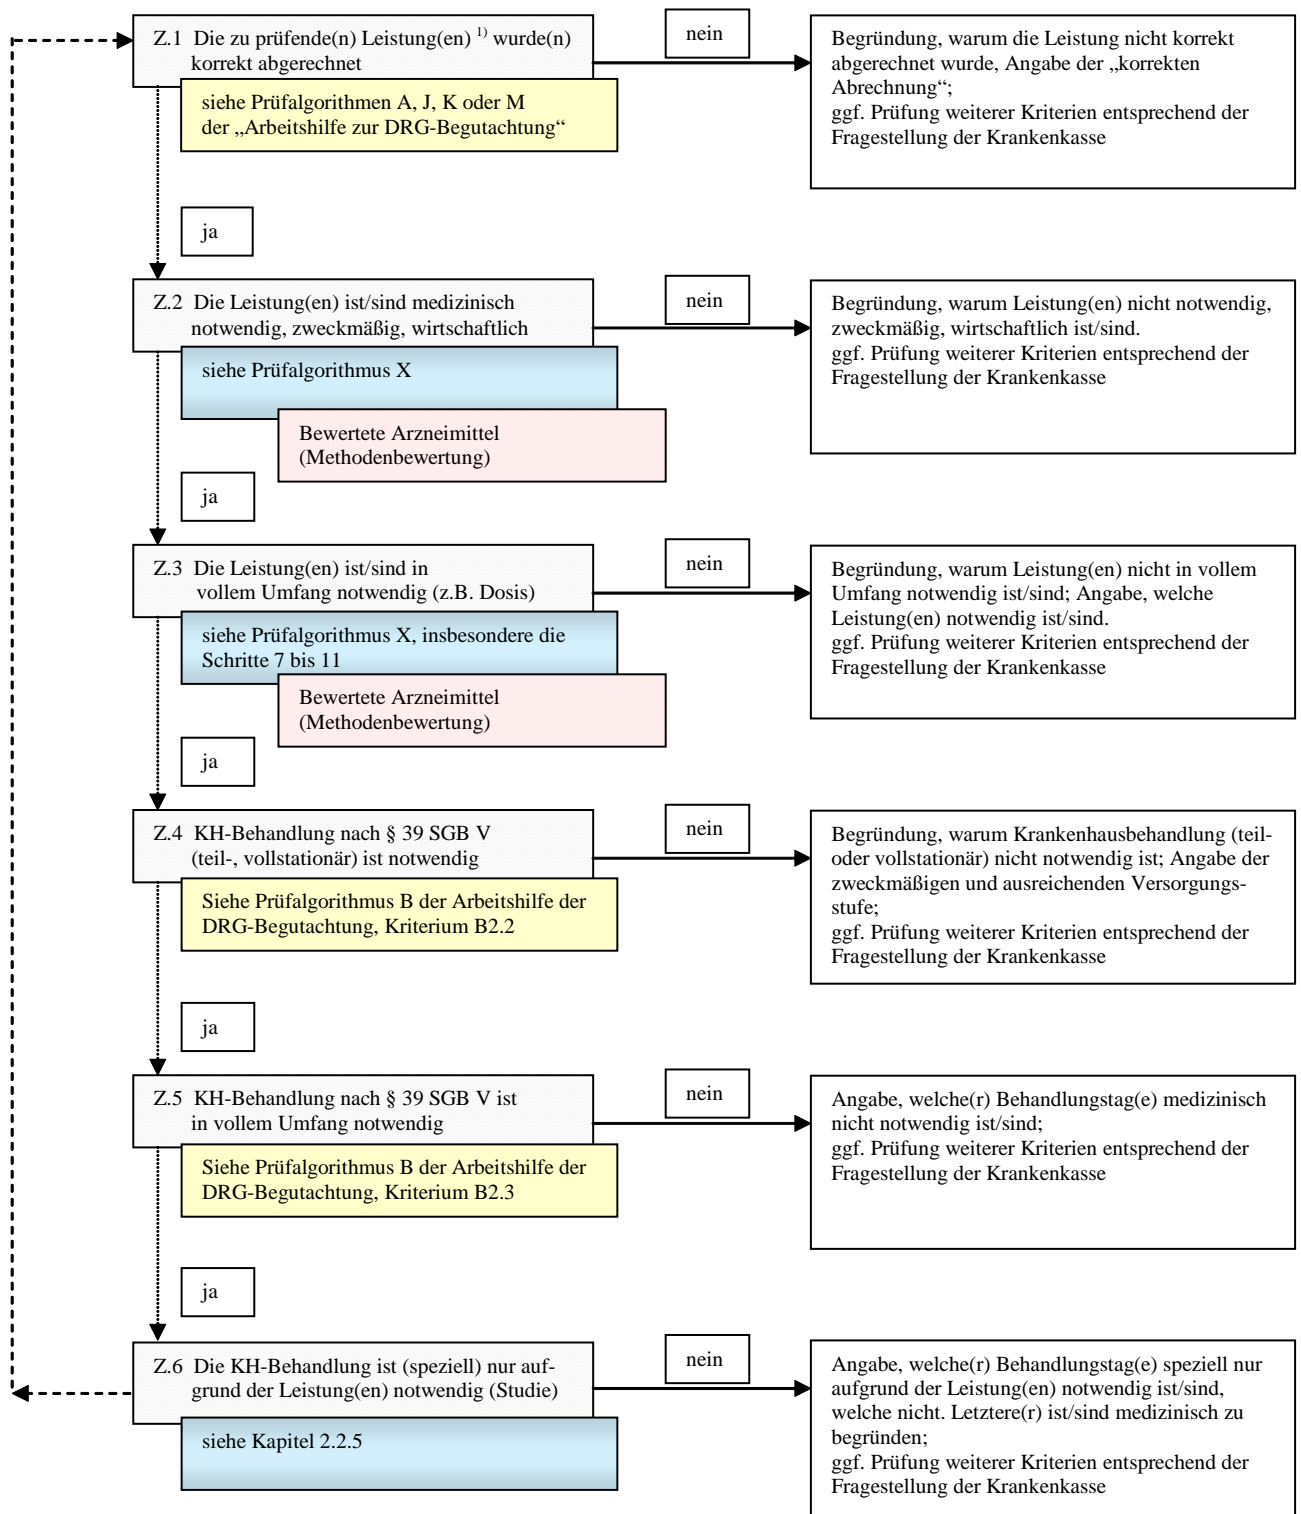 Z.1 Die zu prüfende(n) Leistung(en) 1) wurde(n)
korrekt abgerechnet
nein
Begründung, warum die Leistung nicht korrekt
abgerechnet wurde, Angabe der „korrekten
Abrechnung“;
ggf. Prüfung weiterer Kriterien entsprechend der
Fragestellung der Krankenkasse
siehe Prüfalgorithmen A, J, K oder M
der „Arbeitshilfe zur DRG-Begutachtung“
ja
Z.2 Die Leistung(en) ist/sind medizinisch
notwendig, zweckmäßig, wirtschaftlich
nein
Begründung, warum Leistung(en) nicht notwendig,
zweckmäßig, wirtschaftlich ist/sind.
ggf. Prüfung weiterer Kriterien entsprechend der
Fragestellung der Krankenkasse
siehe Prüfalgorithmus X
Bewertete Arzneimittel
(Methodenbewertung)
ja
Z.3 Die Leistung(en) ist/sind in
vollem Umfang notwendig (z.B. Dosis)
nein
Begründung, warum Leistung(en) nicht in vollem
Umfang notwendig ist/sind; Angabe, welche
Leistung(en) notwendig ist/sind.
ggf. Prüfung weiterer Kriterien entsprechend der
Fragestellung der Krankenkasse
siehe Prüfalgorithmus X, insbesondere die
Schritte 7 bis 11
Bewertete Arzneimittel
(Methodenbewertung)
ja
Z.4 KH-Behandlung nach § 39 SGB V
(teil-, vollstationär) ist notwendig
nein
Begründung, warum Krankenhausbehandlung (teil-
oder vollstationär) nicht notwendig ist; Angabe der
zweckmäßigen und ausreichenden Versorgungs-
stufe;
ggf. Prüfung weiterer Kriterien entsprechend der
Fragestellung der Krankenkasse
Siehe Prüfalgorithmus B der Arbeitshilfe der
DRG-Begutachtung, Kriterium B2.2
ja
Z.5 KH-Behandlung nach § 39 SGB V ist
in vollem Umfang notwendig
nein
Angabe, welche(r) Behandlungstag(e) medizinisch
nicht notwendig ist/sind;
ggf. Prüfung weiterer Kriterien entsprechend der
Fragestellung der Krankenkasse
Siehe Prüfalgorithmus B der Arbeitshilfe der
DRG-Begutachtung, Kriterium B2.3
ja
Z.6 Die KH-Behandlung ist (speziell) nur auf-
grund der Leistung(en) notwendig (Studie)
nein
Angabe, welche(r) Behandlungstag(e) speziell nur
aufgrund der Leistung(en) notwendig ist/sind,
welche nicht. Letztere(r) ist/sind medizinisch zu
begründen;
ggf. Prüfung weiterer Kriterien entsprechend der
Fragestellung der Krankenkasse
siehe Kapitel 2.2.5